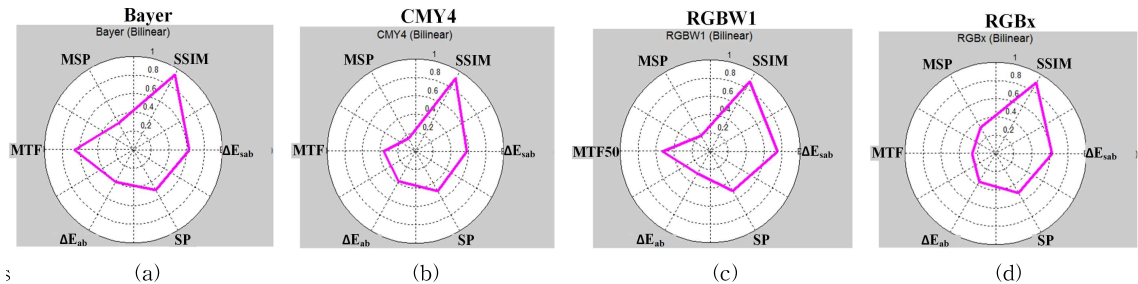 Bayer
Bayer (Bilinear)
1
MSP
SSIM
0.8
0.6
0.4
0.2
MTF
ΔEsab
ΔEab
SP
(a)
CMY4
CMY4 (Bilinear)
1
MSP
SSIM
0.8
0.6
0.4
0.2
MTF
ΔEsab
ΔEab
SP
(b)
RGBW1
RGBW1 (Bilinear)
1
MSP
SSIM
0.8
0.6
0.4
0.2
MTF50
ΔEsab
ΔEab
SP
(c)
RGBx
RGBx (Bilinear)
1
MSP
SSIM
0.8
0.6
0.4
0.2
MTF
ΔEsab
ΔEab
SP
(d)